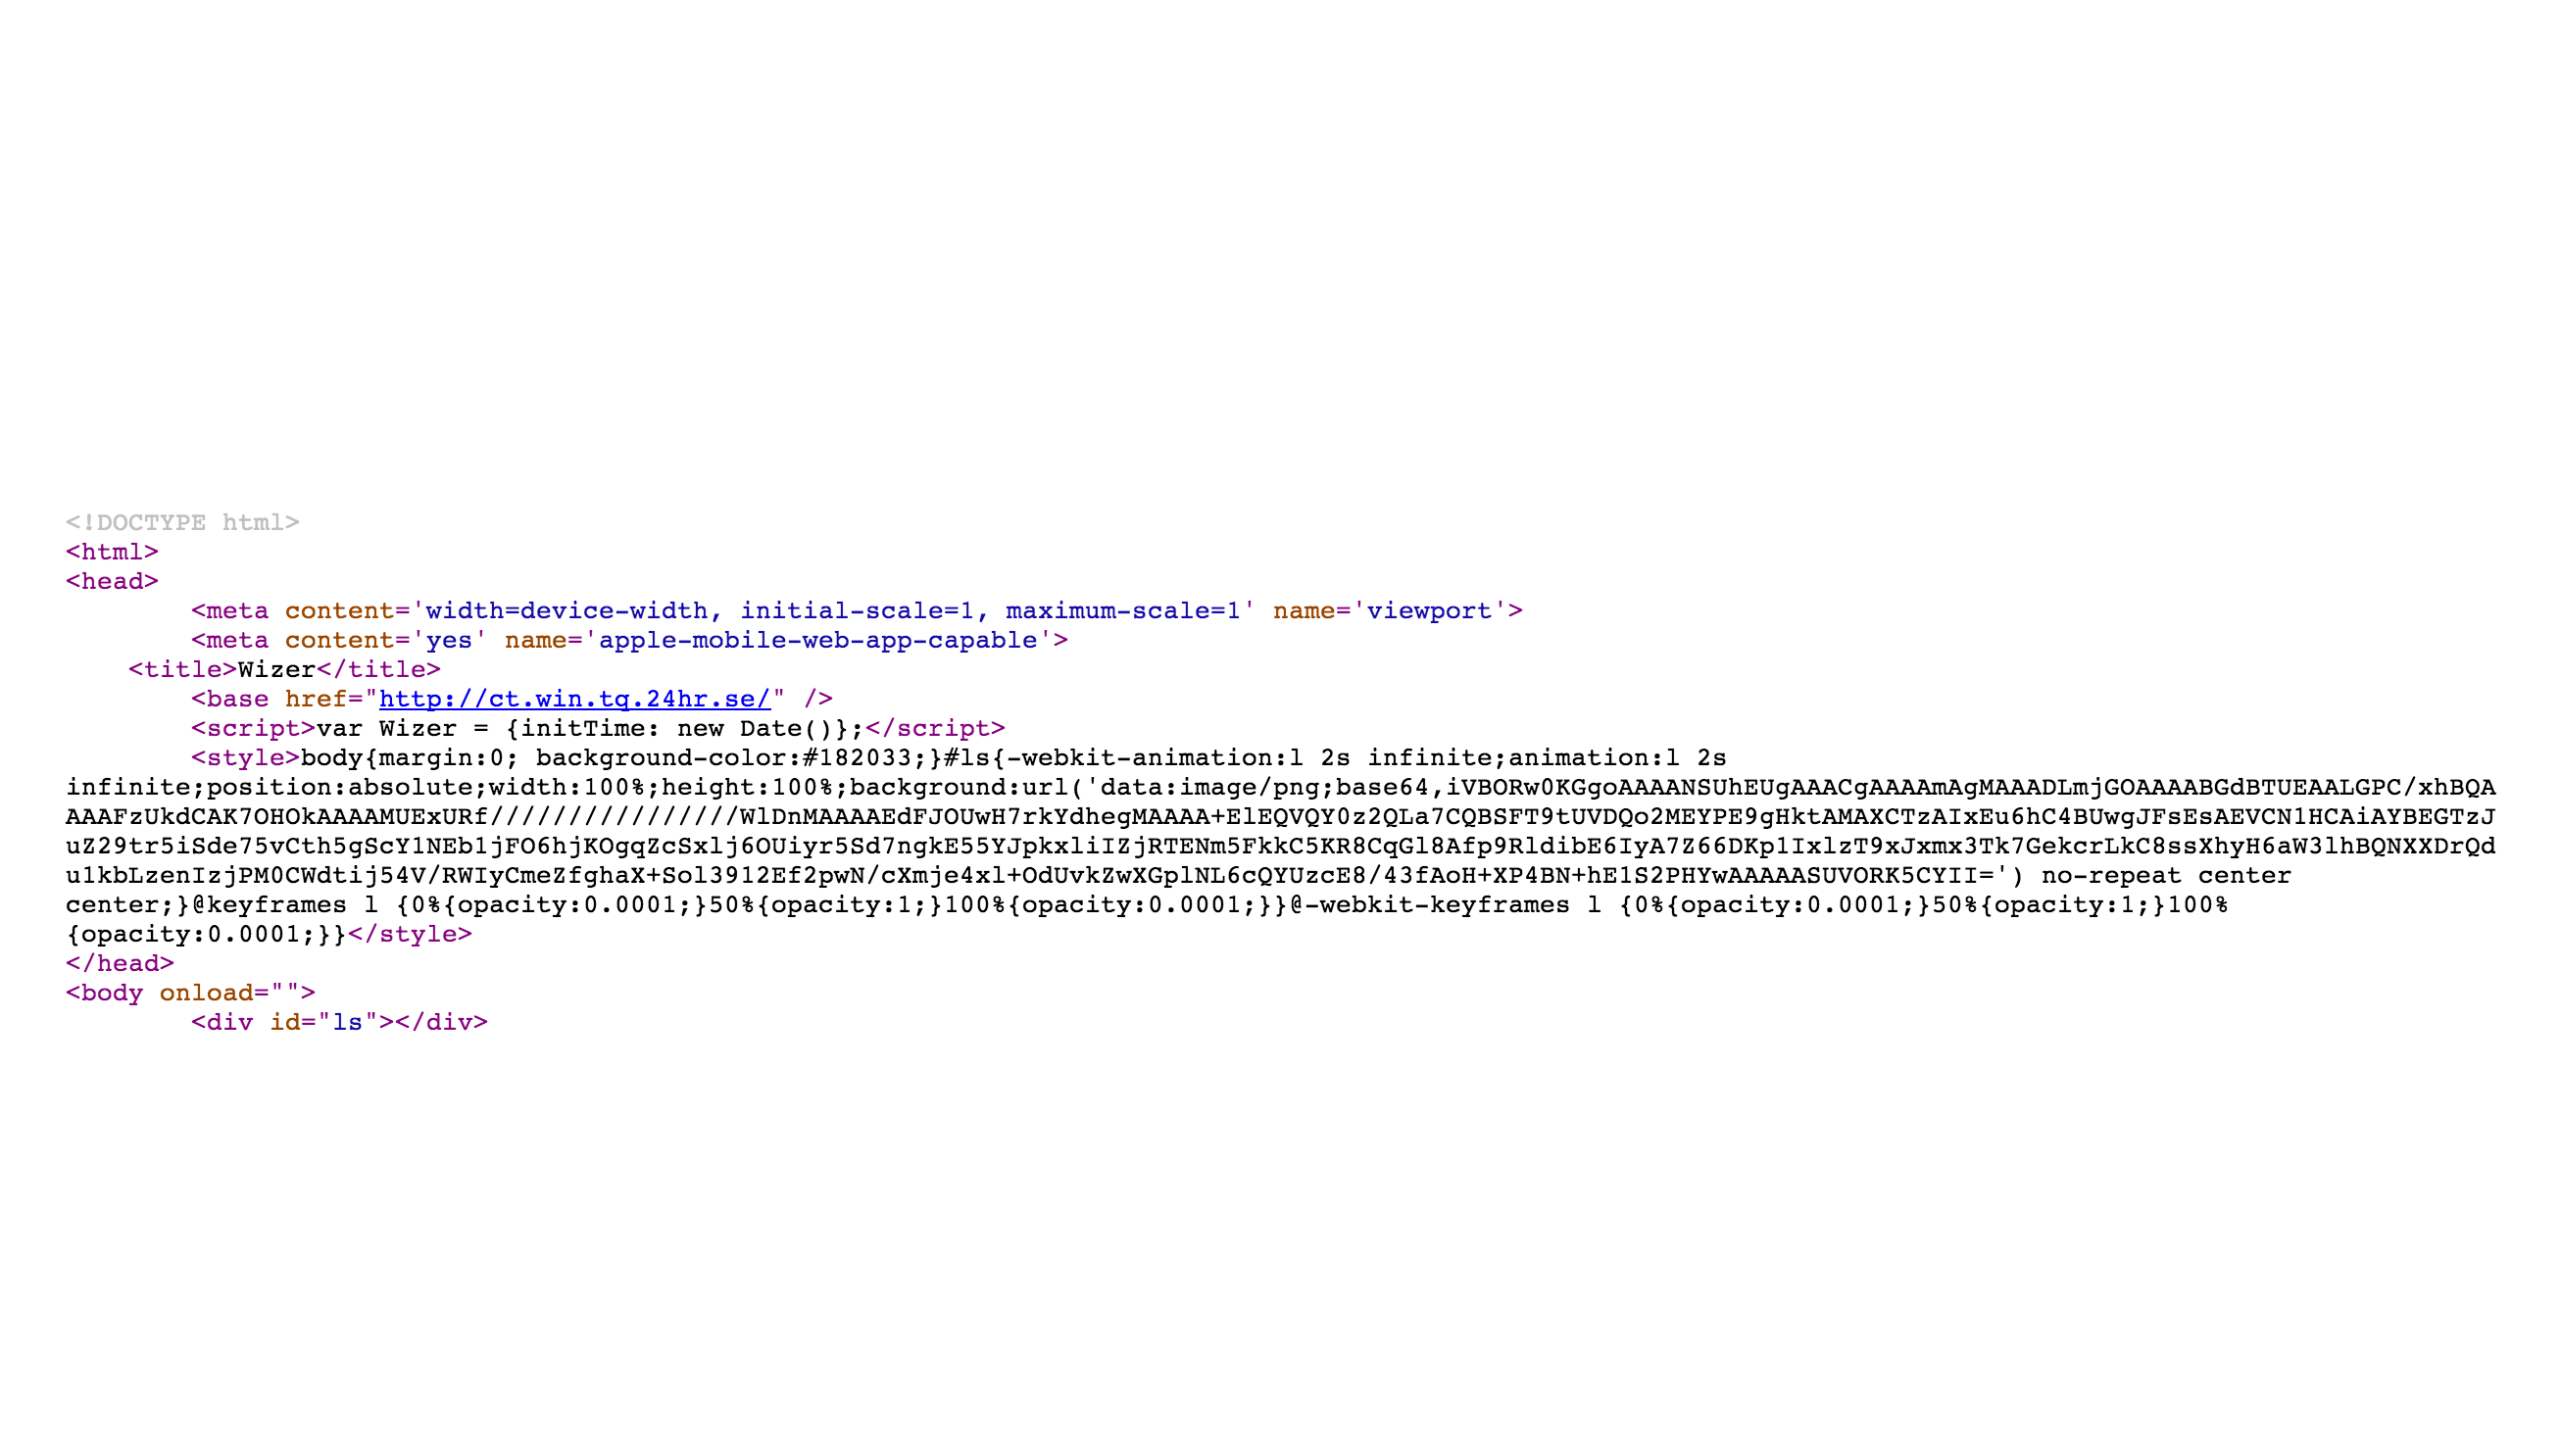 <!DOCTYPE html>
<html>
<head>
<meta content='width=device-width, initial-scale=1, maximum-scale=1' name='viewport'>
<meta content='yes' name='apple-mobile-web-app-capable'>
<title>Wizer</title>
<base href="http://ct.win.tq.24hr.se/" />
<script>var Wizer = {initTime: new Date()};</script>
<style>body{margin:0; background-color:#182033;}#ls{-webkit-animation:l 2s infinite;animation:l 2s
infinite;position:absolute;width:100%;height:100%;background:url('data:image/png;base64,iVBORw0KGgoAAAANSUhEUgAAACgAAAAmAgMAAADLmjGOAAAABGdBTUEAALGPC/xhBQA
AAAFzUkdCAK7OHOkAAAAMUExURf////////////////WlDnMAAAAEdFJOUwH7rkYdhegMAAAA+ElEQVQY0z2QLa7CQBSFT9tUVDQo2MEYPE9gHktAMAXCTzAIxEu6hC4BUwgJFsEsAEVCN1HCAiAYBEGTzJ
uZ29tr5iSde75vCth5gScY1NEb1jFO6hjKOgqZcSxlj6OUiyr5Sd7ngkE55YJpkxliIZjRTENm5FkkC5KR8CqGl8Afp9RldibE6IyA7Z66DKp1IxlzT9xJxmx3Tk7GekcrLkC8ssXhyH6aW3lhBQNXXDrQd
u1kbLzenIzjPM0CWdtij54V/RWIyCmeZfghaX+Sol3912Ef2pwN/cXmje4xl+OdUvkZwXGplNL6cQYUzcE8/43fAoH+XP4BN+hE1S2PHYwAAAAASUVORK5CYII=') no-repeat center
center;}@keyframes l {0%{opacity:0.0001;}50%{opacity:1;}100%{opacity:0.0001;}}@-webkit-keyframes l {0%{opacity:0.0001;}50%{opacity:1;}100%
{opacity:0.0001;}}</style>
</head>
<body onload="">
<div id="ls"></div>